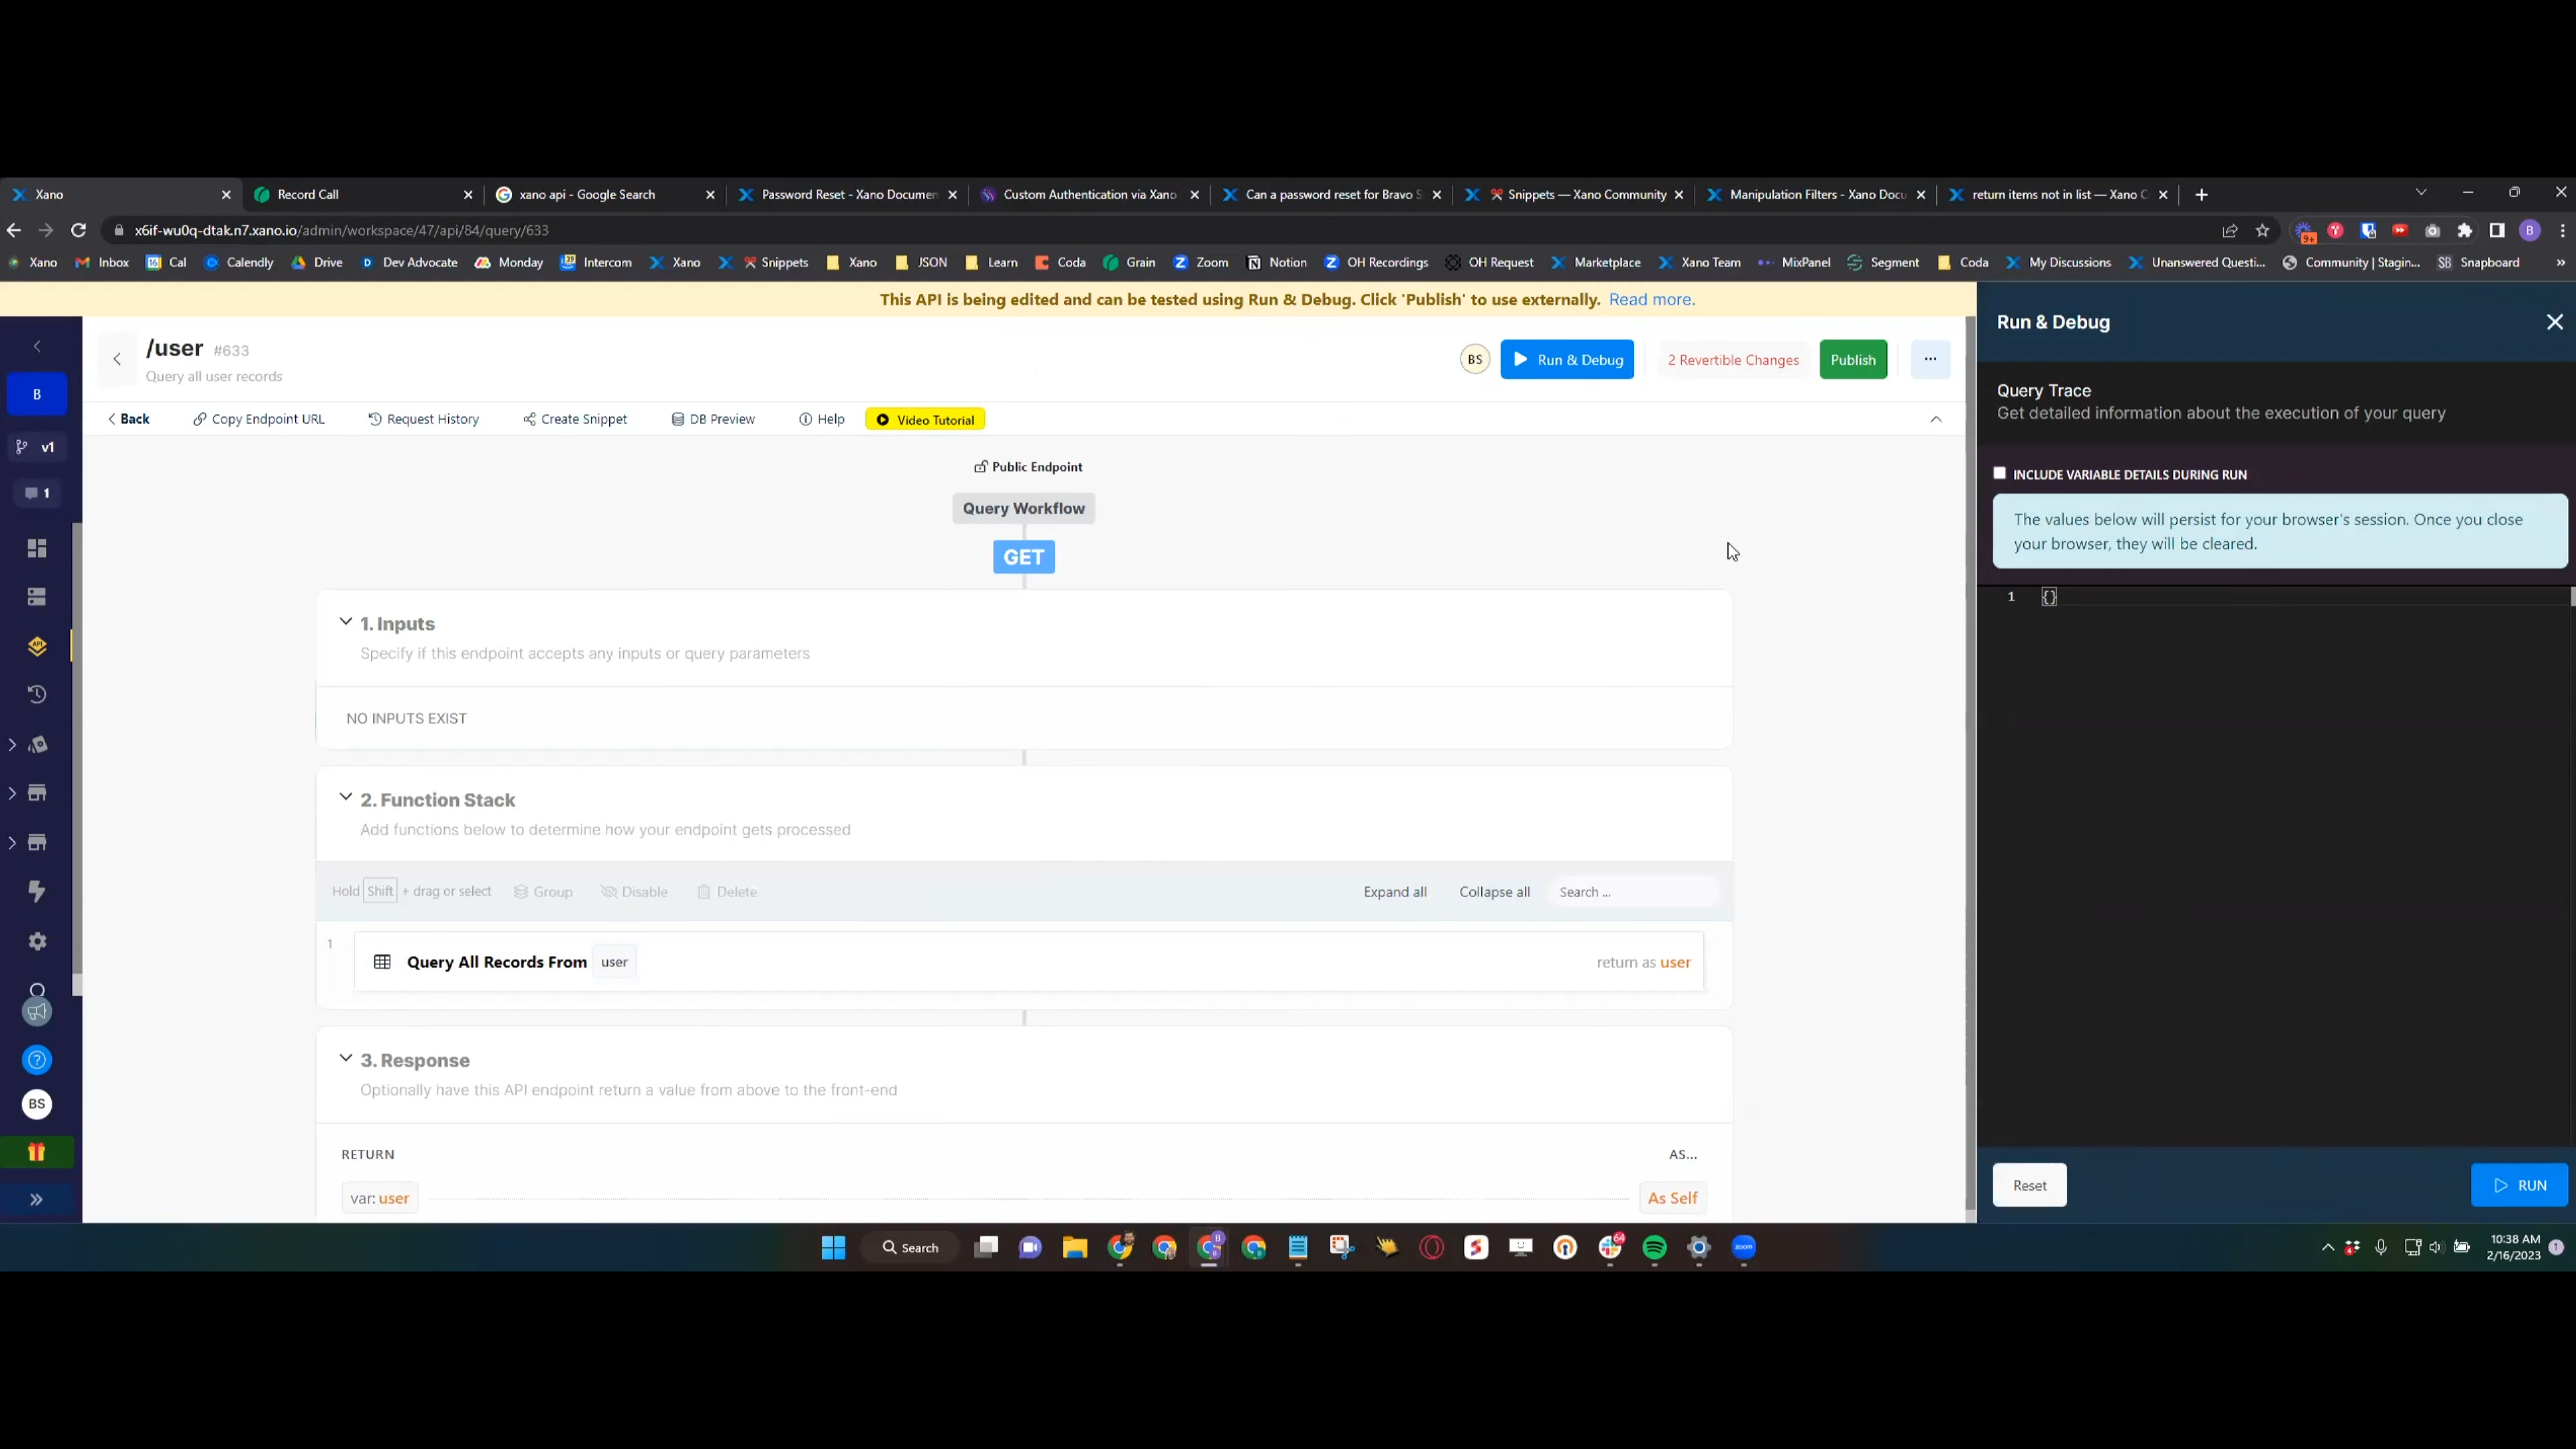 Xano
Record Call
xano api - Google Search
Password Reset - Xano Documen
Custom Authentication via Xano
Can a password reset for Bravo S
Snippets — Xano Community
Manipulation Filters - Xano Docu
return items not in list — Xano C
x6if-wu0q-dtak.n7.xano.io/admin/workspace/47/api/84/query/633
9+
B
Xano
Inbox
Cal
Calendly
Drive
Dev Advocate
Monday
Intercom
Xano
Snippets
Xano
JSON
Learn
Coda
Grain
Zoom
Notion
OH Recordings
OH Request
Marketplace
Xano Team
MixPanel
Segment
Coda
My Discussions
Unanswered Questi...
Community | Stagin...
SB Snapboard
This API is being edited and can be tested using Run & Debug. Click 'Publish' to use externally. Read more.
B
v1
1
BS
/user #633
Query all user records
BS
Run & Debug
2 Revertible Changes
Publish
...
Back
Copy Endpoint URL
Request History
Create Snippet
DB Preview
Help
Video Tutorial
Public Endpoint
Query Workflow
GET
1. Inputs
Specify if this endpoint accepts any inputs or query parameters
NO INPUTS EXIST
2. Function Stack
Add functions below to determine how your endpoint gets processed
Hold Shift + drag or select
Group
Disable
Delete
Expand all
Collapse all
Search ...
1
Query All Records From user
return as user
3. Response
Optionally have this API endpoint return a value from above to the front-end
RETURN
AS...
var: user
As Self
Run & Debug
Query Trace
Get detailed information about the execution of your query
INCLUDE VARIABLE DETAILS DURING RUN
The values below will persist for your browser's session. Once you close
your browser, they will be cleared.
1 {}
Reset
RUN
Search
64
zoom
10:38 AM
2/16/2023
1